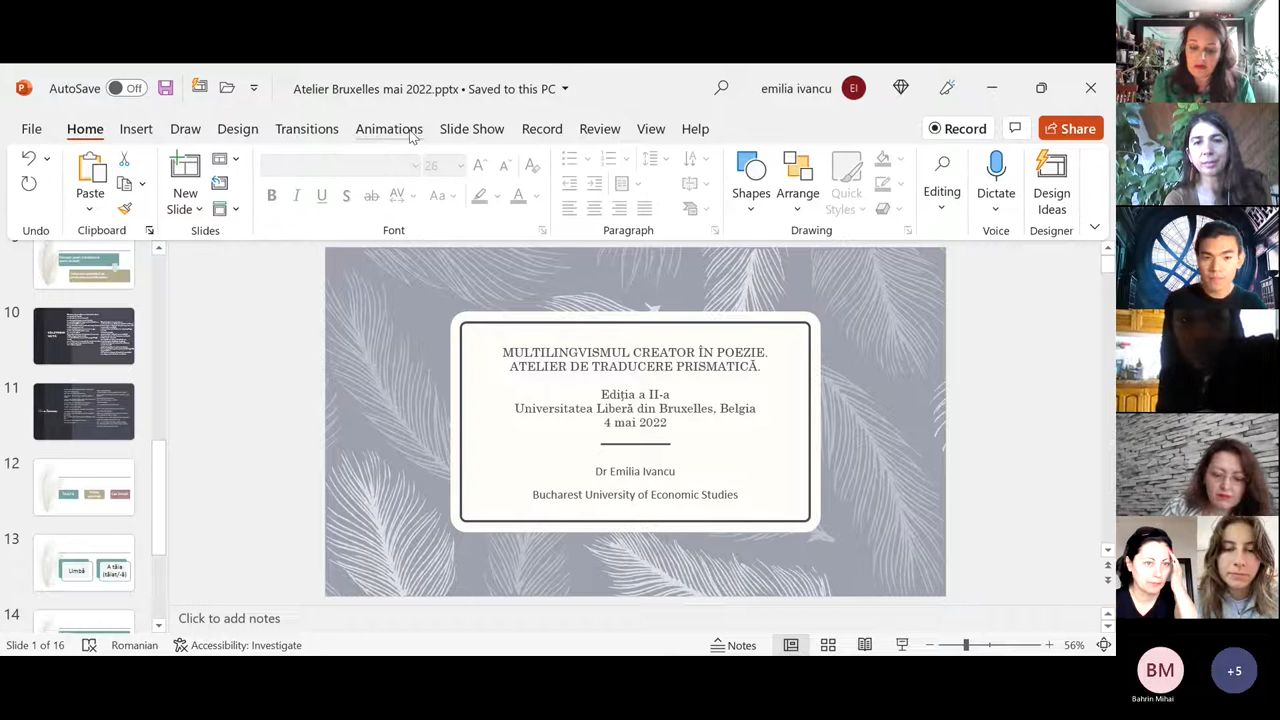 AutoSave Off Atelier Bruxelles mai 2022.pptx • Saved to this PC emilia ivancu EI
File Home Insert Draw Design Transitions Animations Slide Show Record Review View Help Record Share
26
Paste New Slide Shapes Arrange Quick Styles Editing Dictate Design Ideas
B I U S ab AV Aa A
Undo Clipboard Slides Font Paragraph Drawing Voice Designer
10
11
12
13
Limbă A tăia (tăiat/-ă)
14
MULTILINGVISMUL CREATOR ÎN POEZIE.
ATELIER DE TRADUCERE PRISMATICĂ.
Ediția a II-a
Universitatea Liberă din Bruxelles, Belgia
4 mai 2022
Dr Emilia Ivancu
Bucharest University of Economic Studies
Click to add notes
Slide 1 of 16 Romanian Accessibility: Investigate Notes 56%
BM +5
Bahrin Mihai